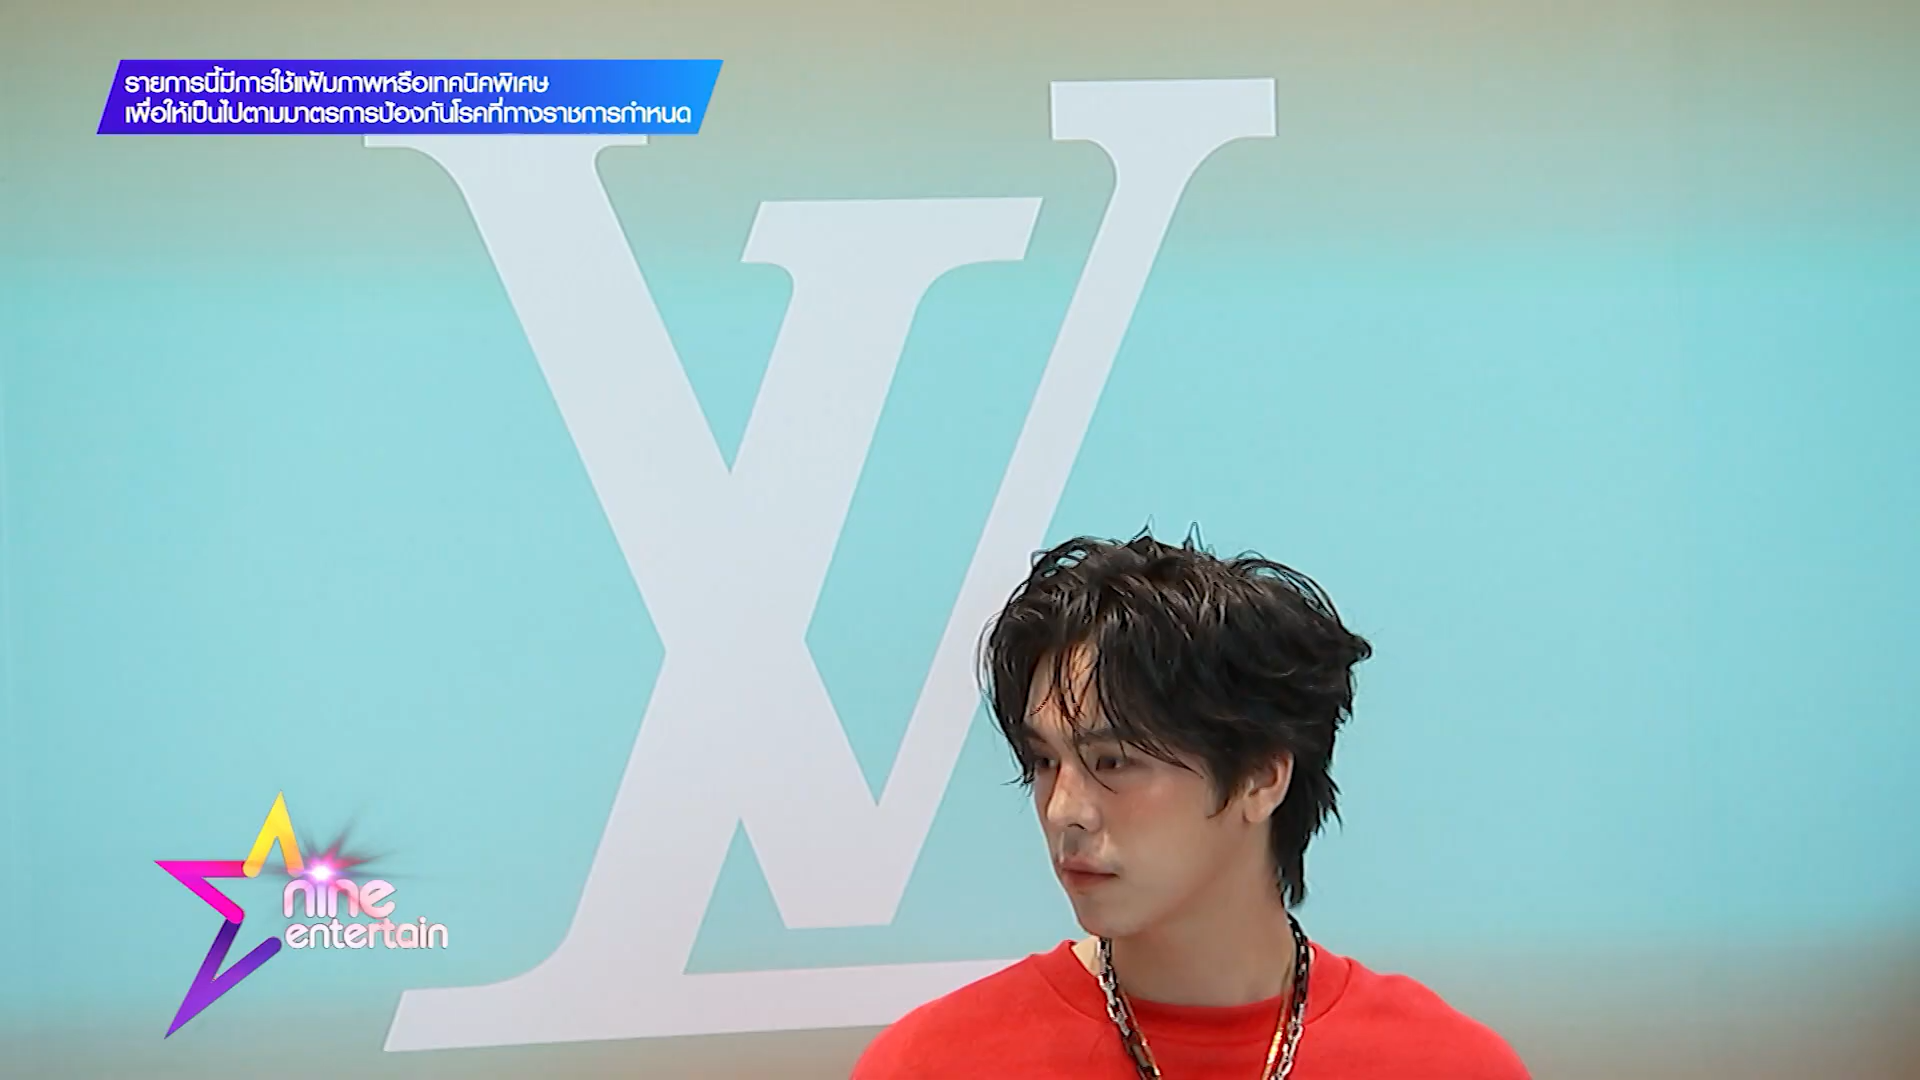 รายการนี้มีการใช้แฟ้มภาพหรือเทคนิคพิเศษ
เพื่อให้เป็นไปตามมาตรการป้องกันโรคที่ทางราชการกำหนด
LV
nine
entertain